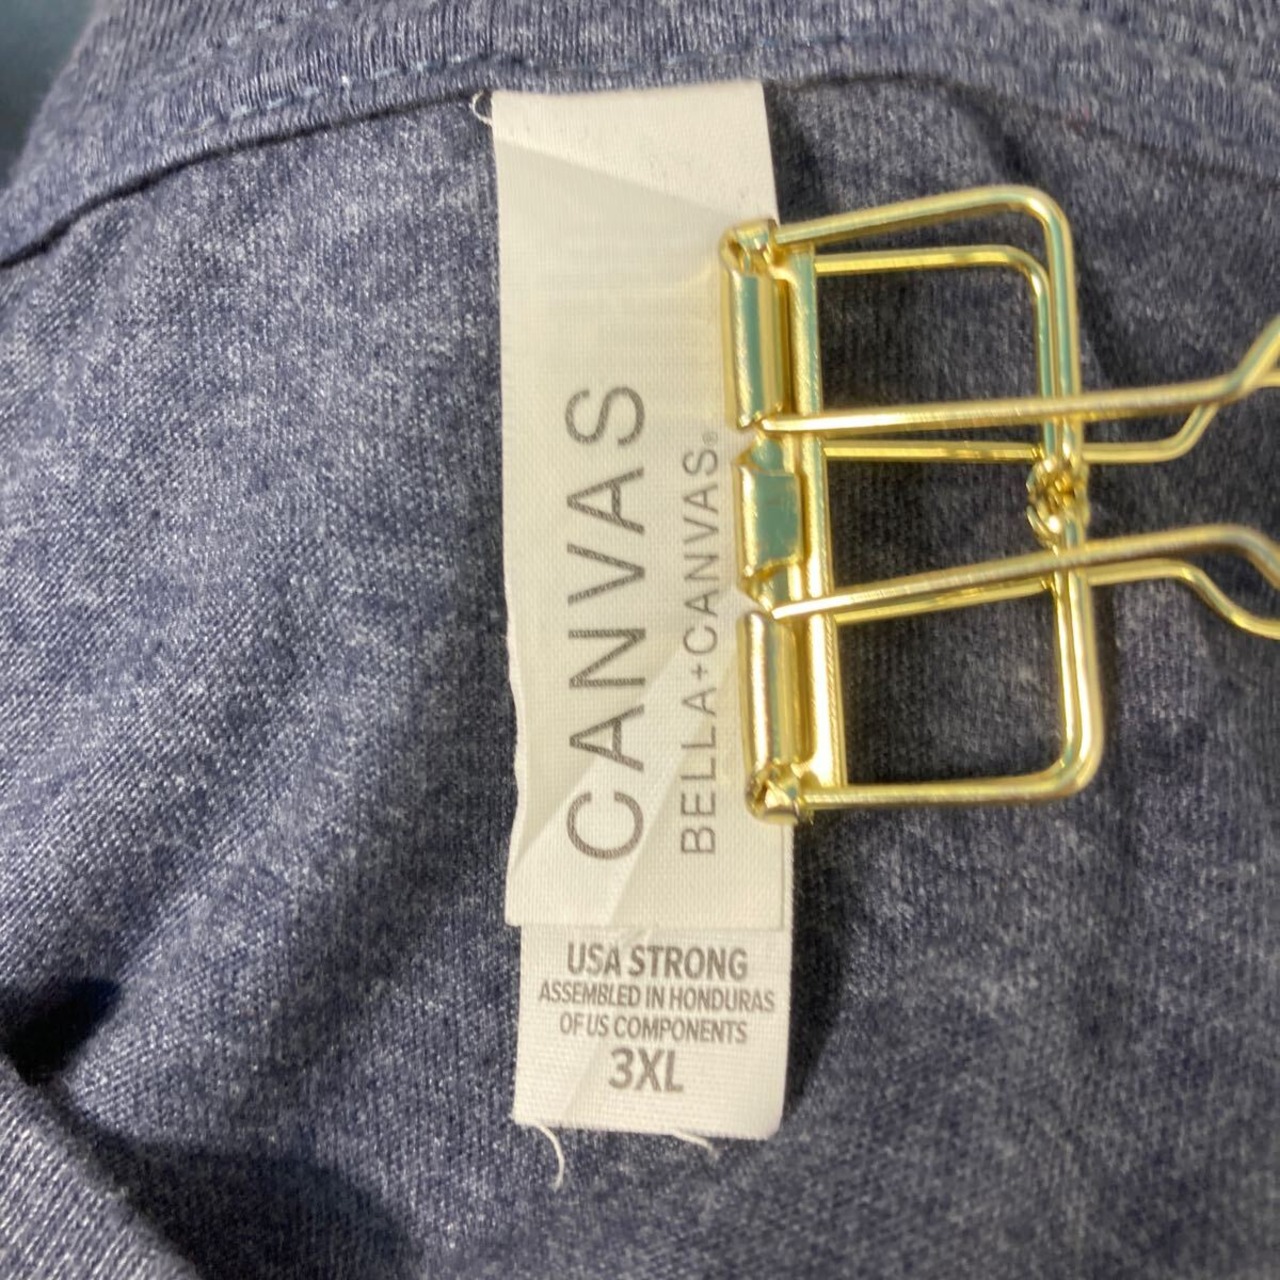 CANVAS
BELLA+CANVAS®
USA STRONG
ASSEMBLED IN HONDURAS
OF US COMPONENTS
3XL